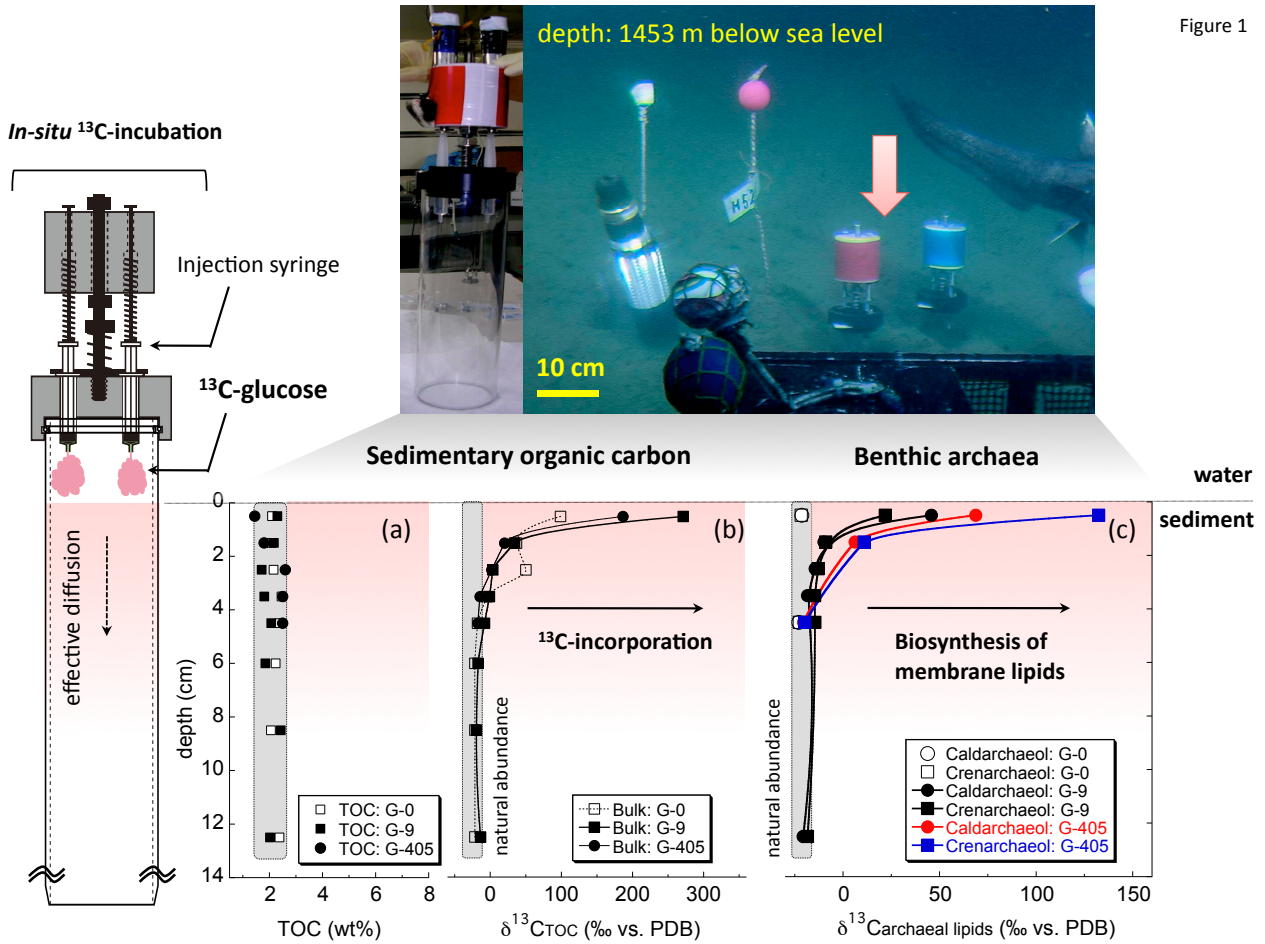 Figure 1
depth: 1453 m below sea level
H52
10 cm
In-situ ¹³C-incubation
Injection syringe
¹³C-glucose
effective diffusion
Sedimentary organic carbon
Benthic archaea
water
sediment
(a)
0
2
4
6
8
10
12
14
depth (cm)
TOC: G-0
TOC: G-9
TOC: G-405
2 4 6 8
TOC (wt%)
(b)
¹³C-incorporation
natural abundance
Bulk: G-0
Bulk: G-9
Bulk: G-405
0 100 200 300
δ¹³CTOC (‰ vs. PDB)
(c)
Biosynthesis of
membrane lipids
natural abundance
Caldarchaeol: G-0
Crenarchaeol: G-0
Caldarchaeol: G-9
Crenarchaeol: G-9
Caldarchaeol: G-405
Crenarchaeol: G-405
0 50 100 150
δ¹³CArchaeal lipids (‰ vs. PDB)